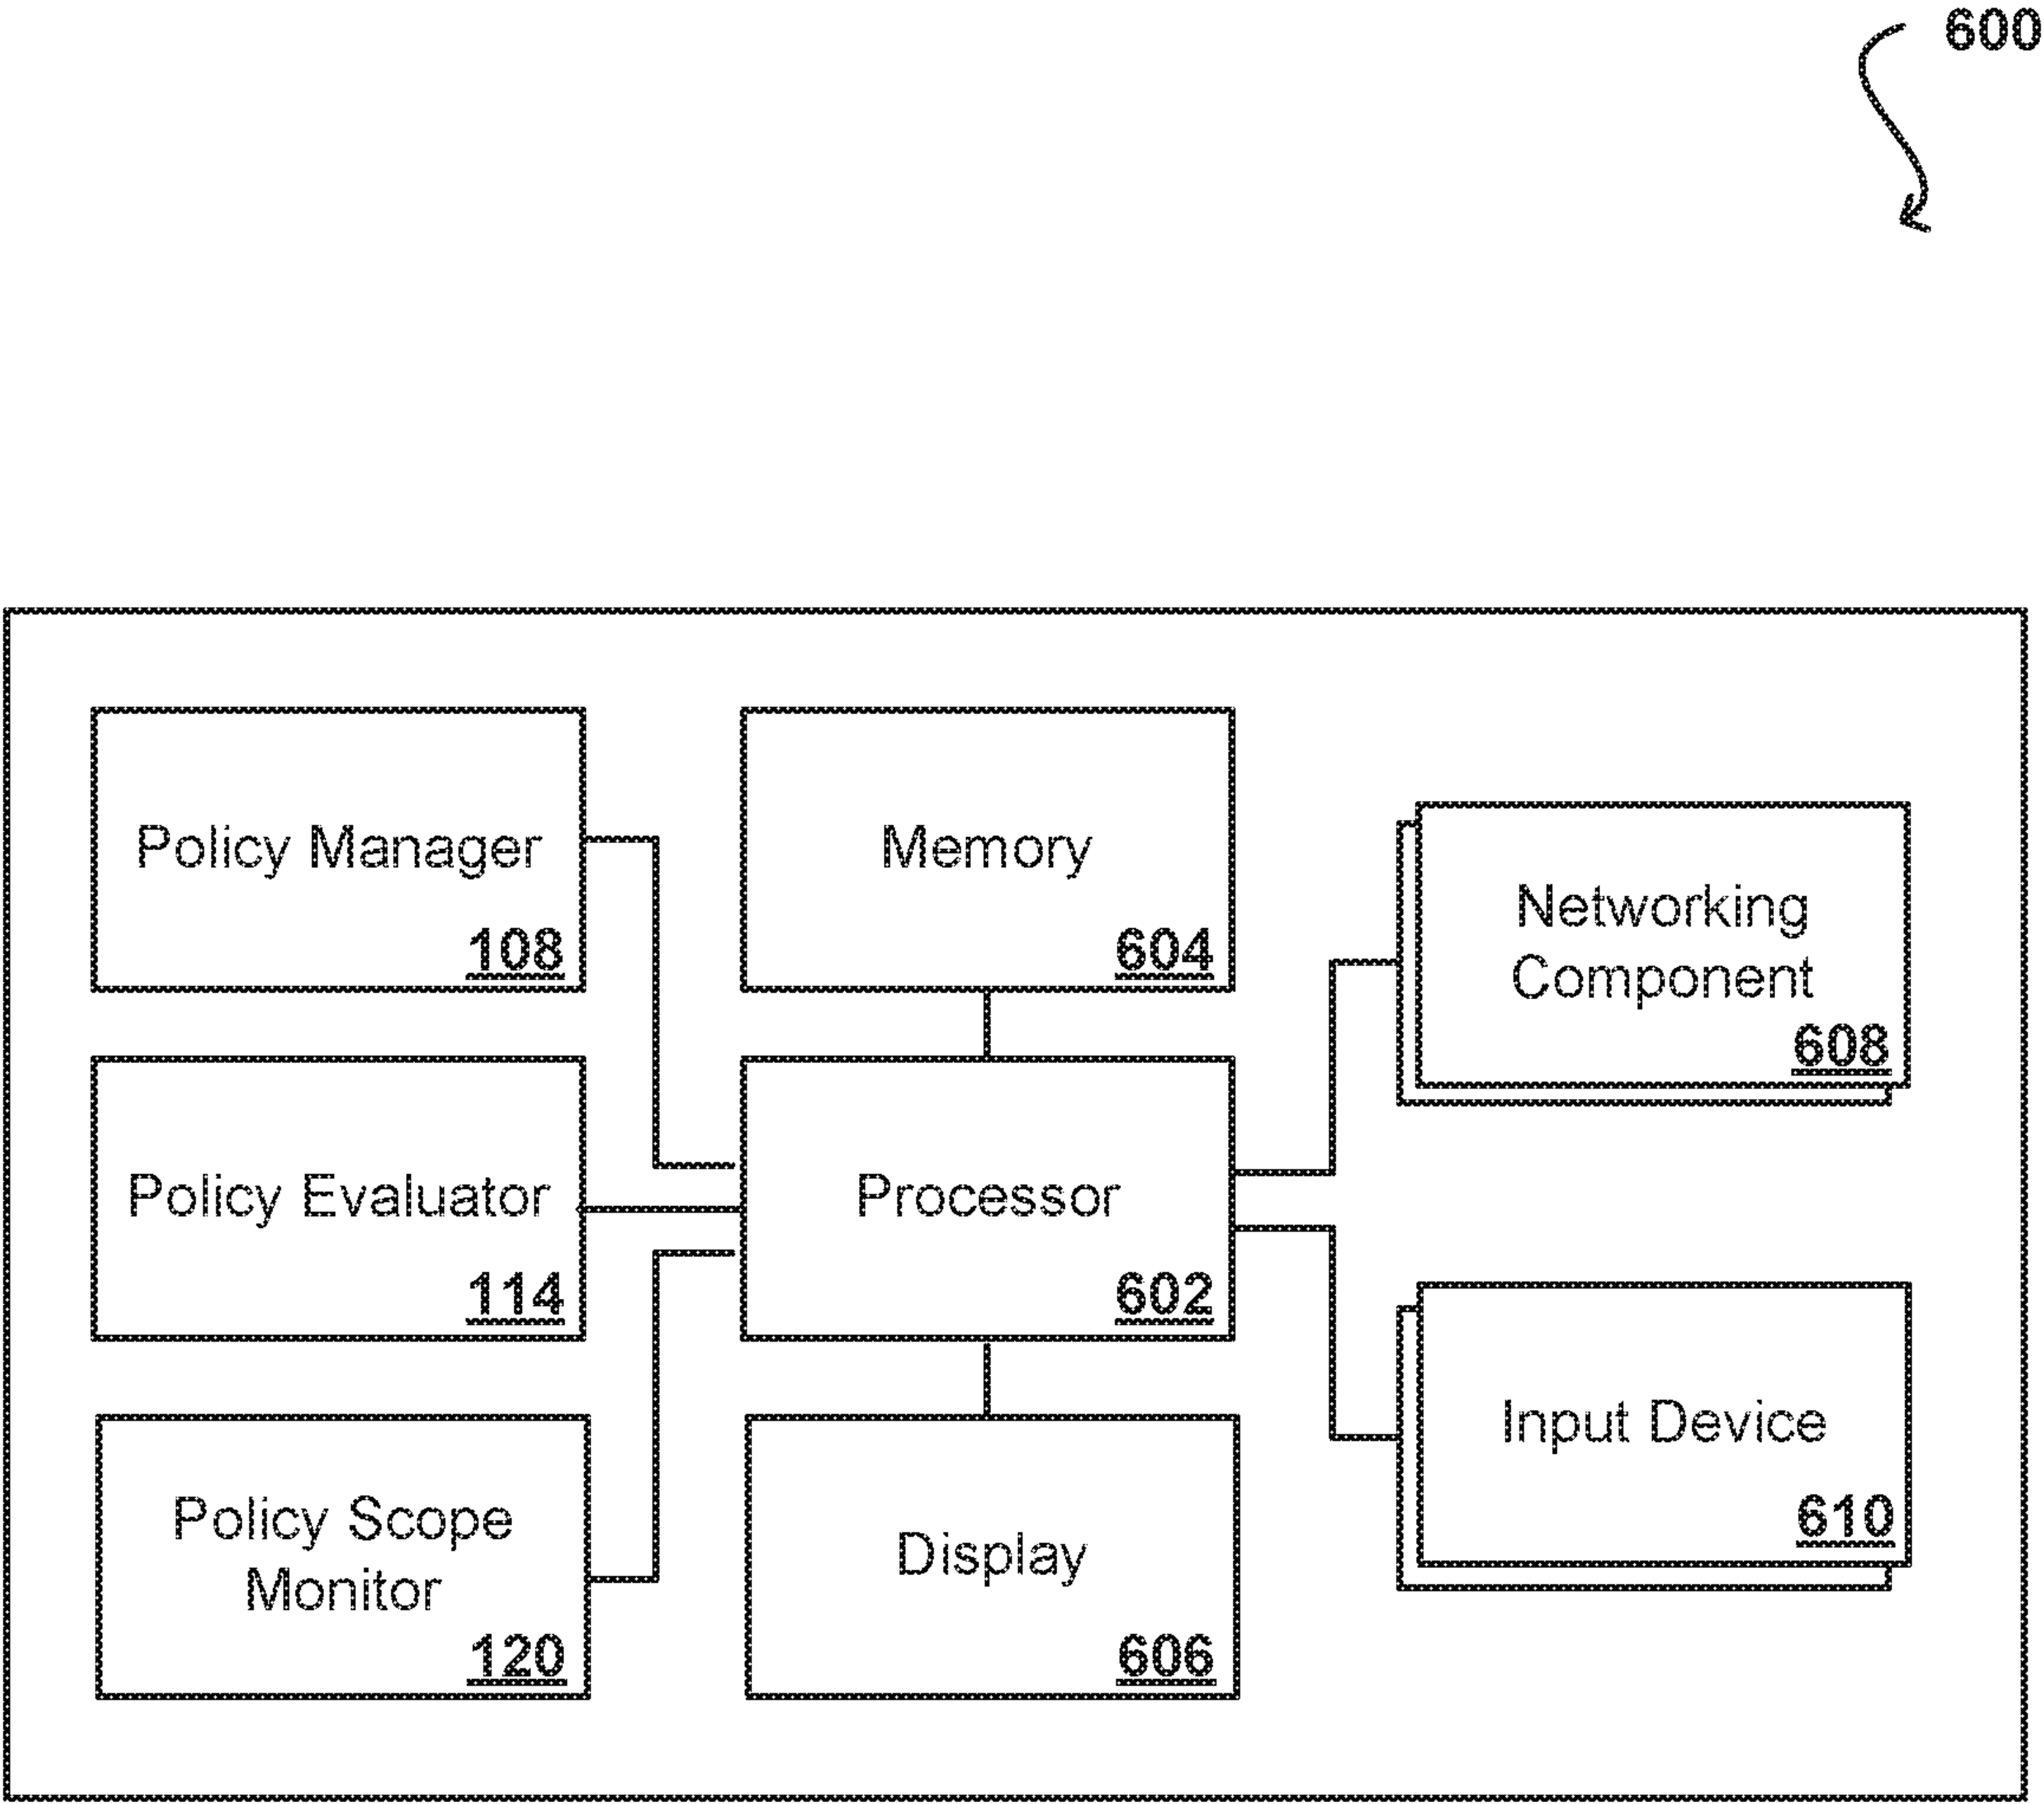 600
Policy Manager
108
Memory
604
Networking
Component
608
Policy Evaluator
114
Processor
602
Input Device
610
Policy Scope
Monitor
120
Display
606